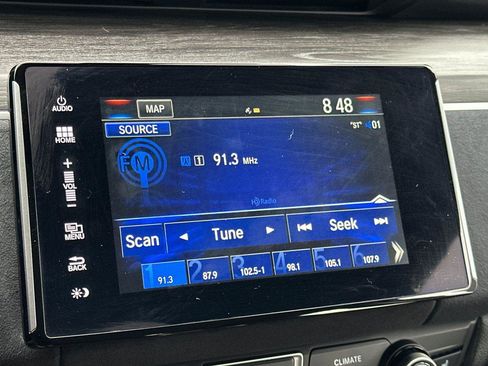 AUDIO
MAP
8 48
HOME
SOURCE
"ST" 01
FM
1 91.3 MHz
+
VOL
HD Radio
MENU
Scan ◄ Tune ► Seek
BACK
1 91.3 2 87.9 3 102.5-1 4 98.1 5 105.1 6 107.9
CLIMATE